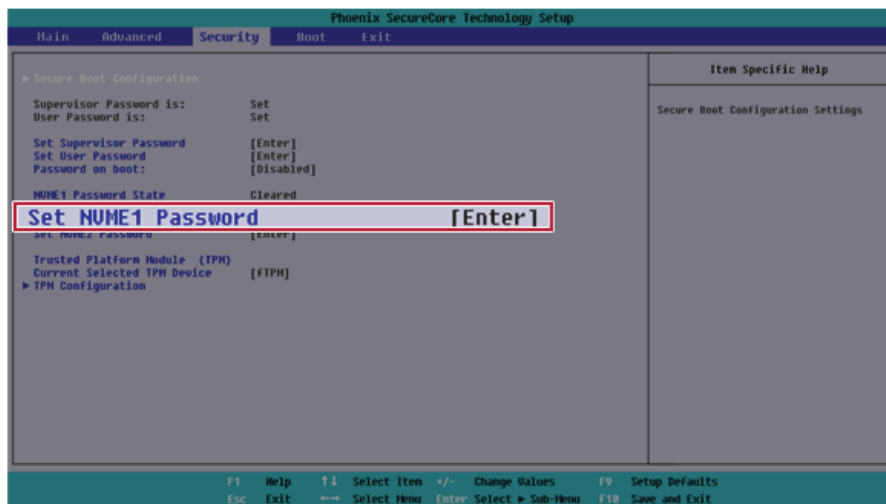 Phoenix SecureCore Technology Setup
Main Advanced Security Boot Exit
Item Specific Help
▶ Secure Boot Configuration
Secure Boot Configuration Settings
Supervisor Password is: Set
User Password is: Set
Set Supervisor Password [Enter]
Set User Password [Enter]
Password on boot: [Disabled]
NVME1 Password State Cleared
Set NVME1 Password [Enter]
Set NVME2 Password [Enter]
Trusted Platform Module (TPM)
Current Selected TPM Device [fTPM]
▶ TPM Configuration
F1 Help ↑↓ Select Item +/- Change Values F9 Setup Defaults
Esc Exit ←→ Select Menu Enter Select ▶ Sub-Menu F10 Save and Exit